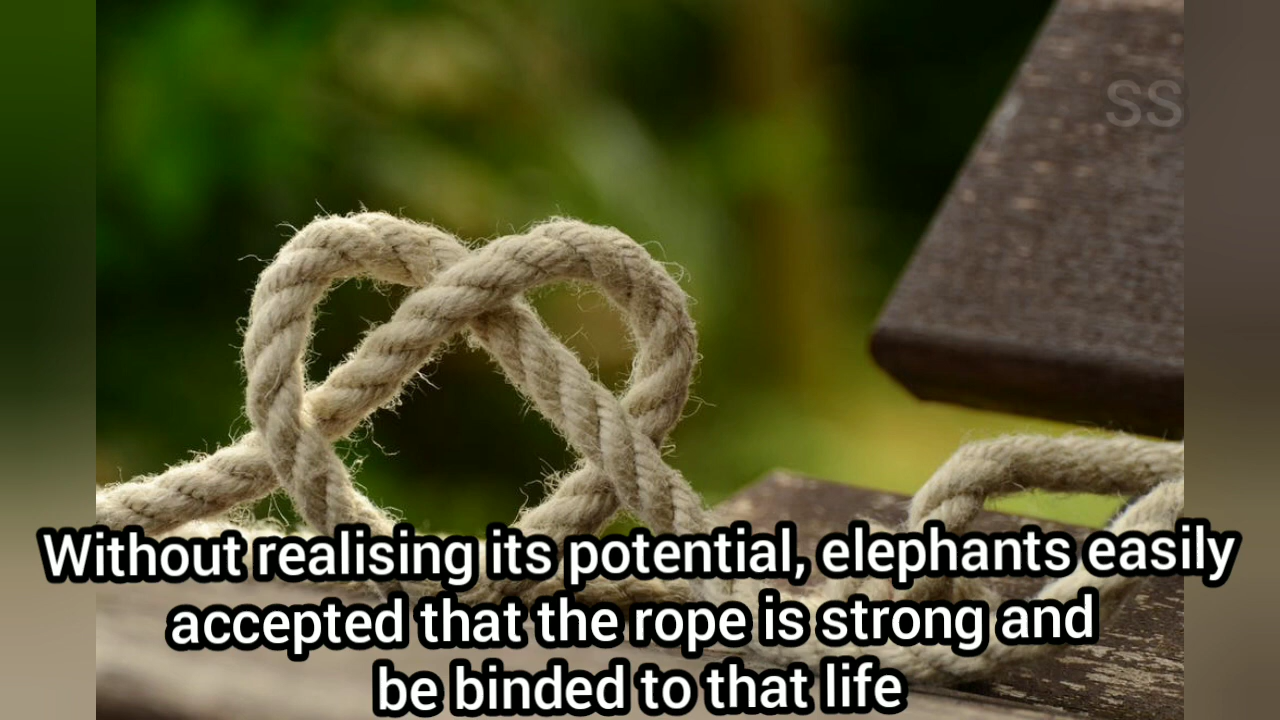 SS
Without realising its potential, elephants easily
accepted that the rope is strong and
be binded to that life